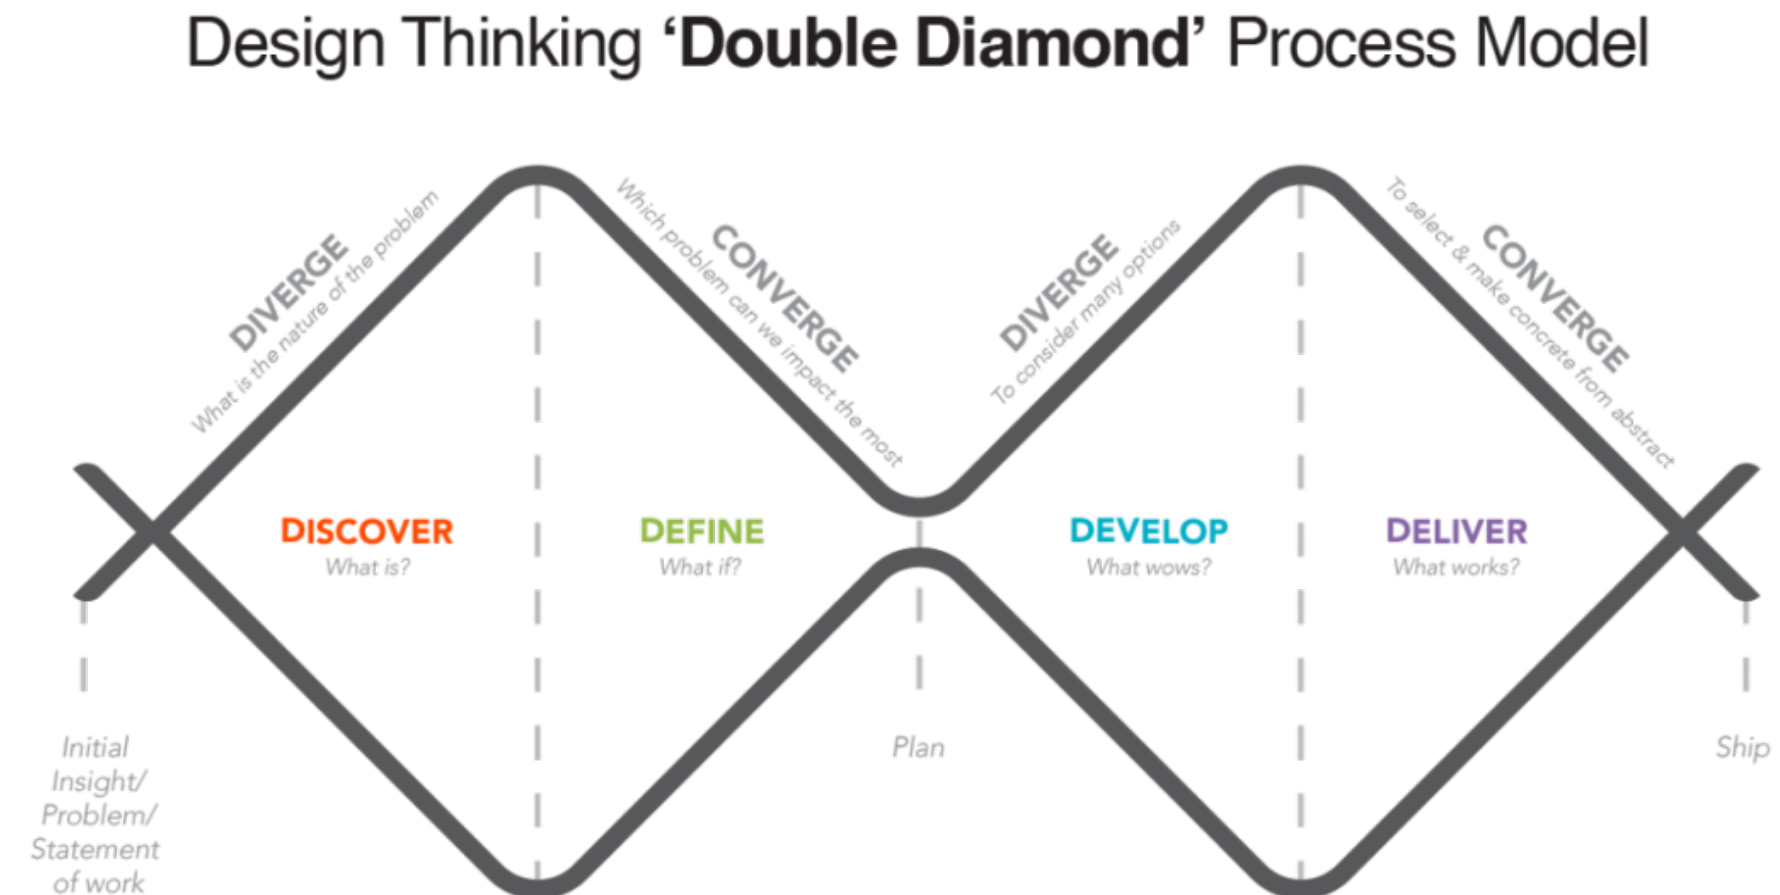 Design Thinking ‘Double Diamond’ Process Model
DIVERGE
What is the nature of the problem
CONVERGE
Which problem can we impact the most
DIVERGE
To consider many options
CONVERGE
To select & make concrete from abstract
DISCOVER
What is?
DEFINE
What if?
DEVELOP
What wows?
DELIVER
What works?
Initial
Insight/
Problem/
Statement
of work
Plan
Ship